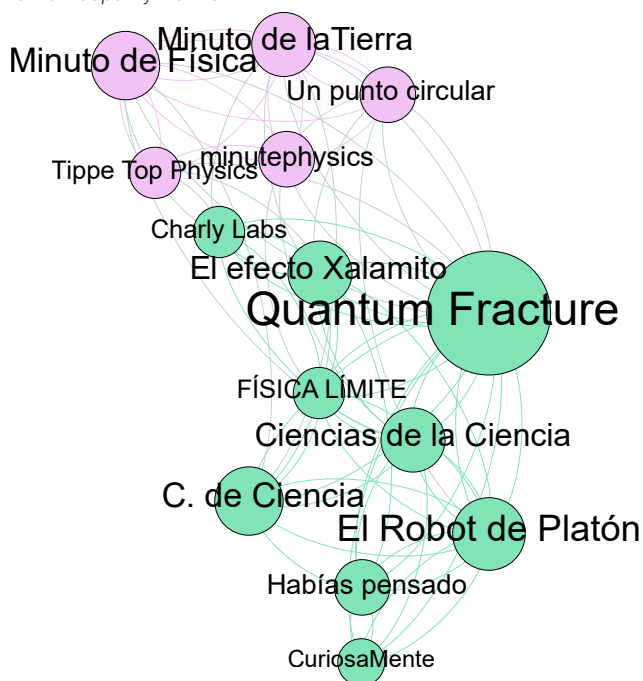 Minuto de laTierra
Minuto de Física
Un punto circular
minutephysics
Tippe Top Physics
Charly Labs
El efecto Xalamito
Quantum Fracture
FÍSICA LÍMITE
Ciencias de la Ciencia
C. de Ciencia
El Robot de Platón
Habías pensado
CuriosaMente